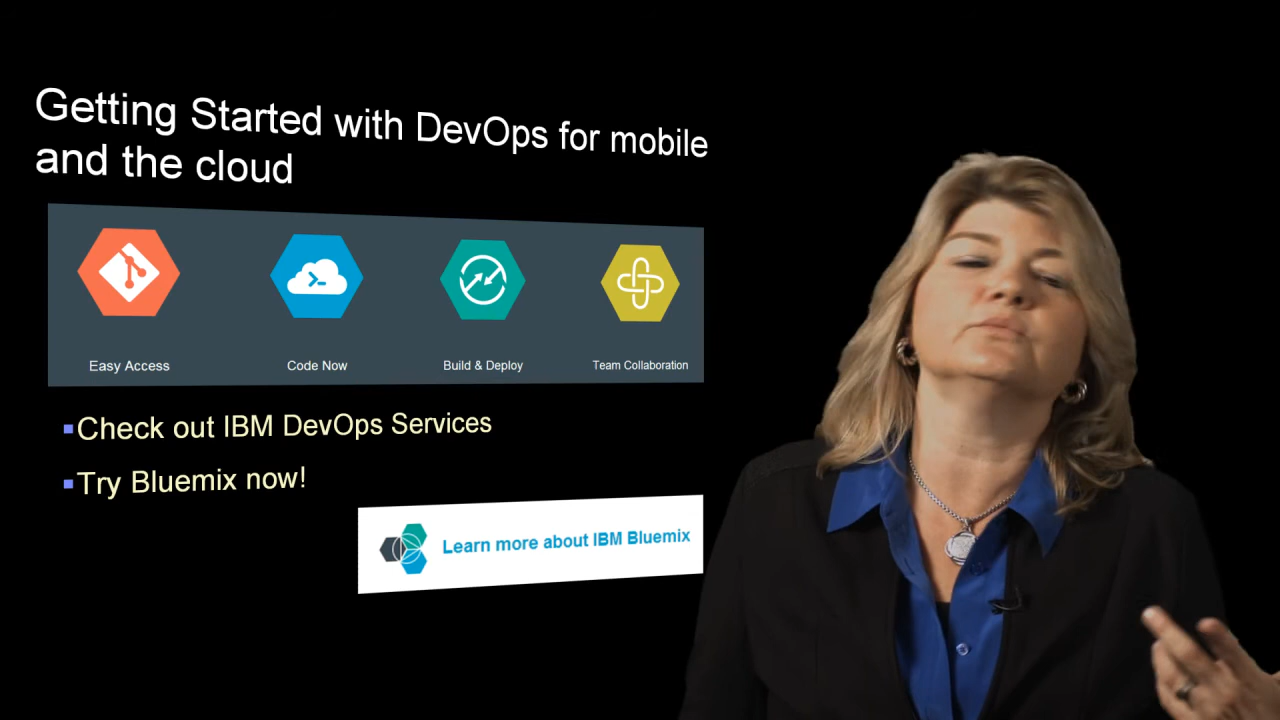 Getting Started with DevOps for mobile
and the cloud
Easy Access
Code Now
Build & Deploy
Team Collaboration
Check out IBM DevOps Services
Try Bluemix now!
Learn more about IBM Bluemix